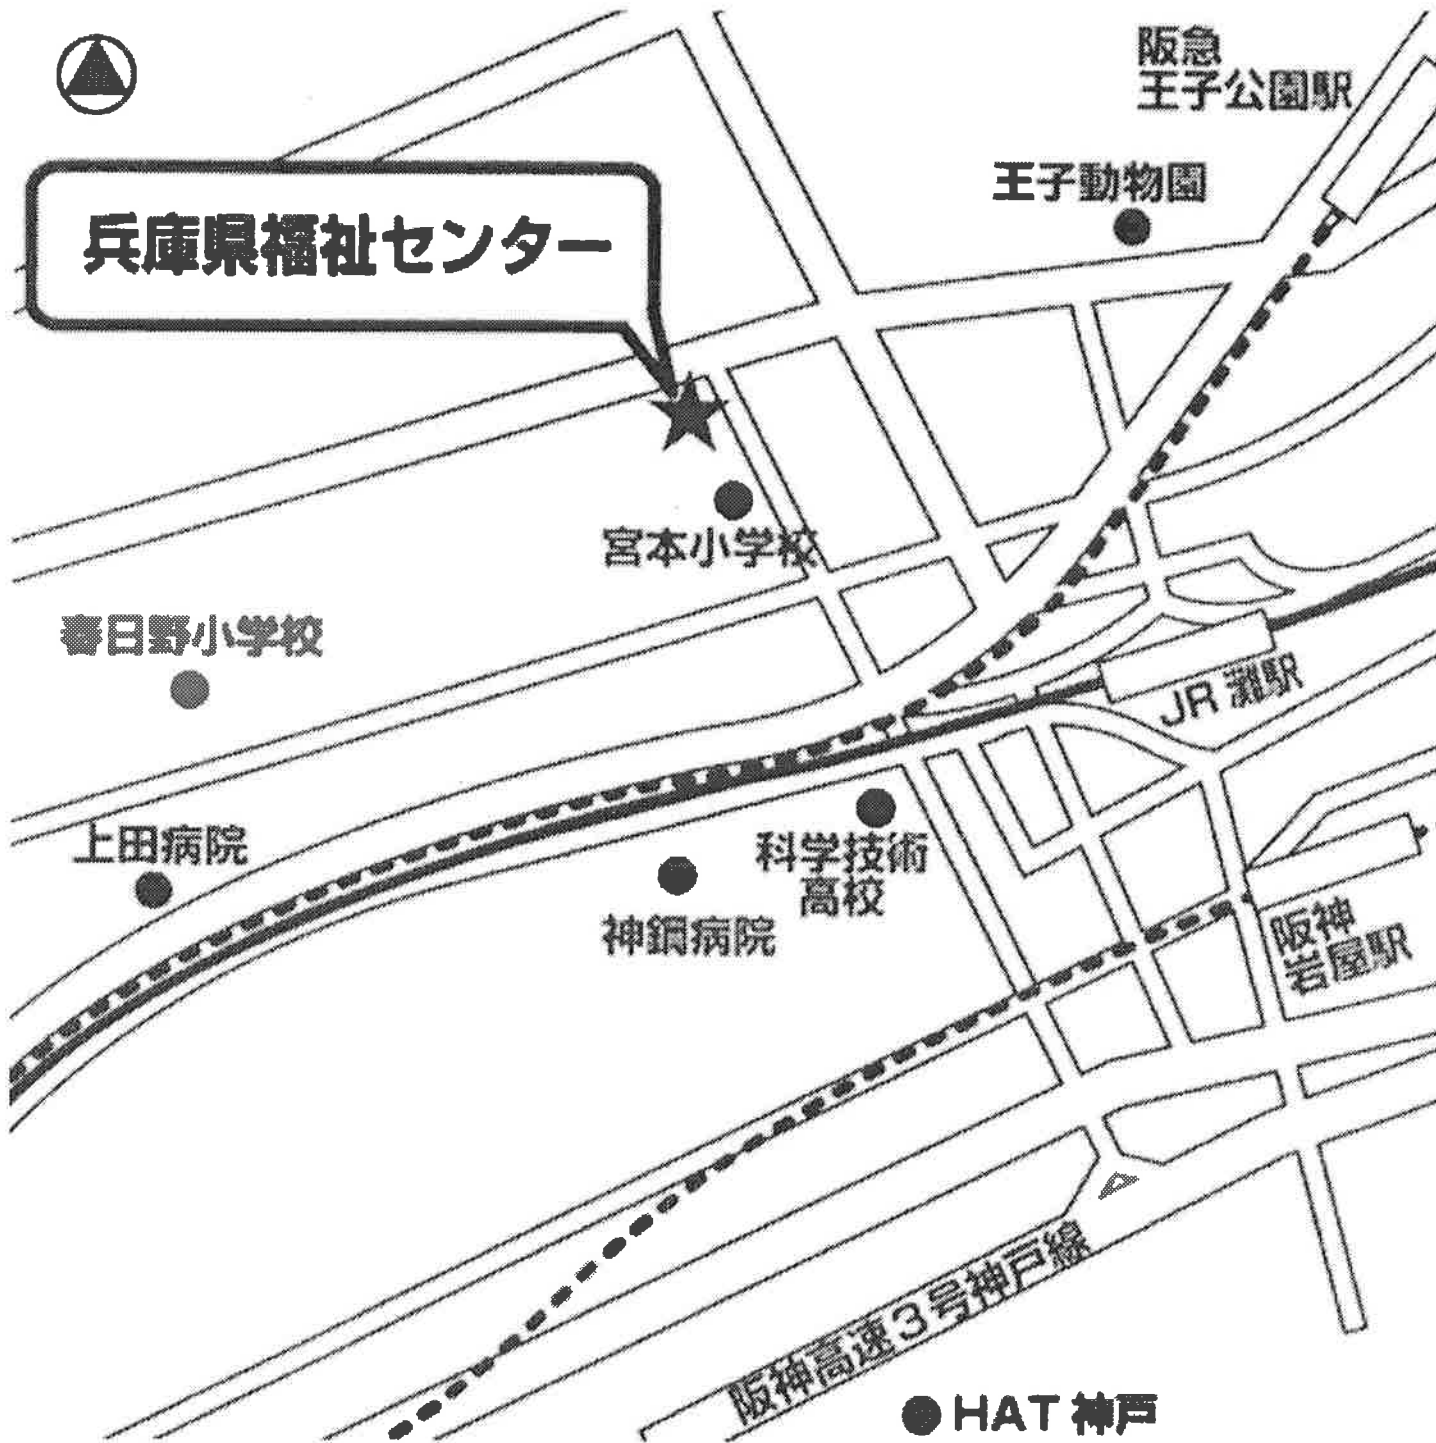 阪急
王子公園駅
王子動物園
兵庫県福祉センター
宮本小学校
春日野小学校
JR 灘駅
上田病院
科学技術
高校
神鋼病院
阪神
岩屋駅
阪神高速3号神戸線
HAT 神戸